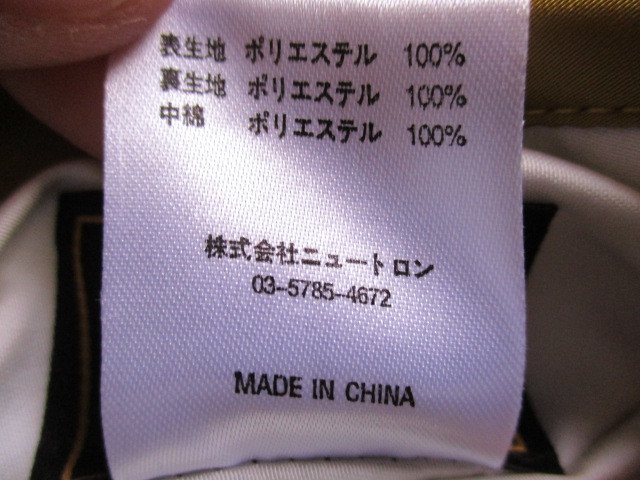 表生地 ポリエステル 100%
裏生地 ポリエステル 100%
中綿 ポリエステル 100%
株式会社ニュートロン
03-5785-4672
MADE IN CHINA